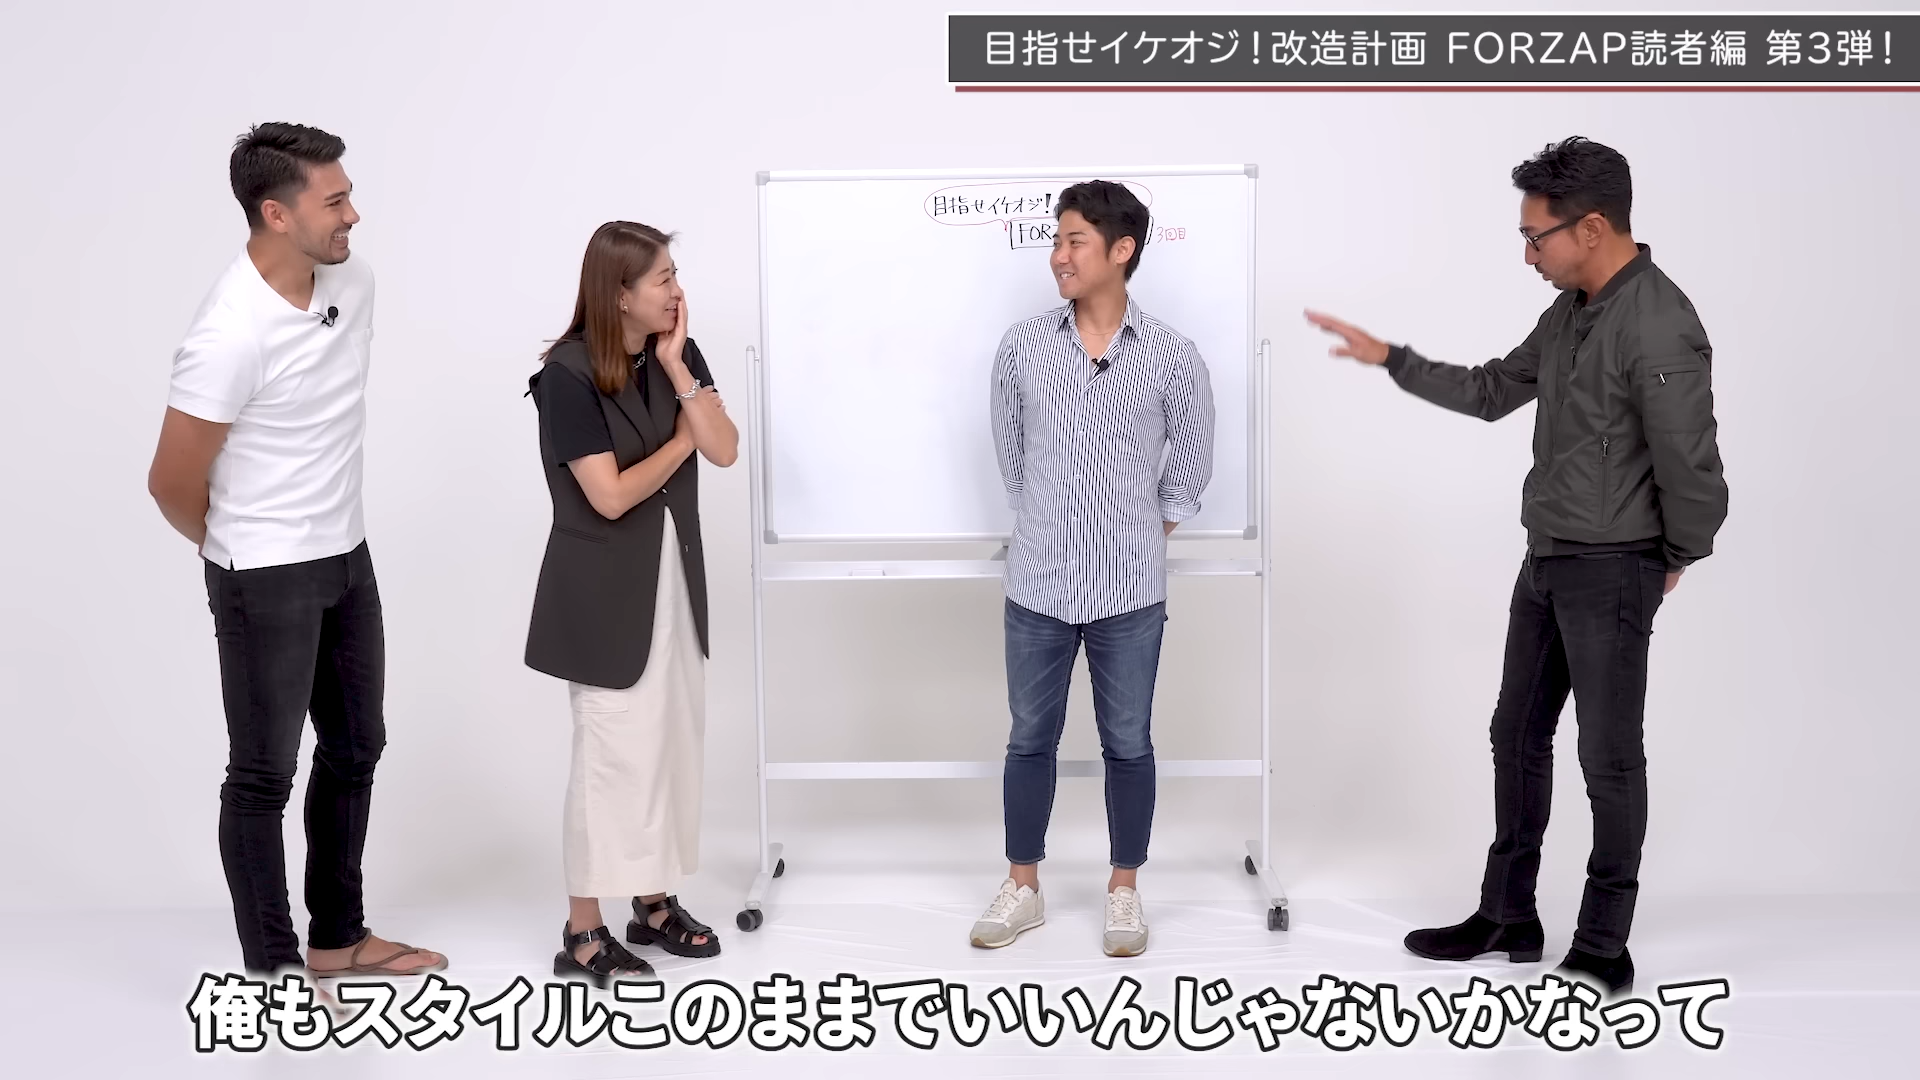 目指せイケオジ！改造計画 FORZAP読者編 第3弾！
目指せイケオジ！
FOR
3回目
俺もスタイルこのままでいいんじゃないかなって